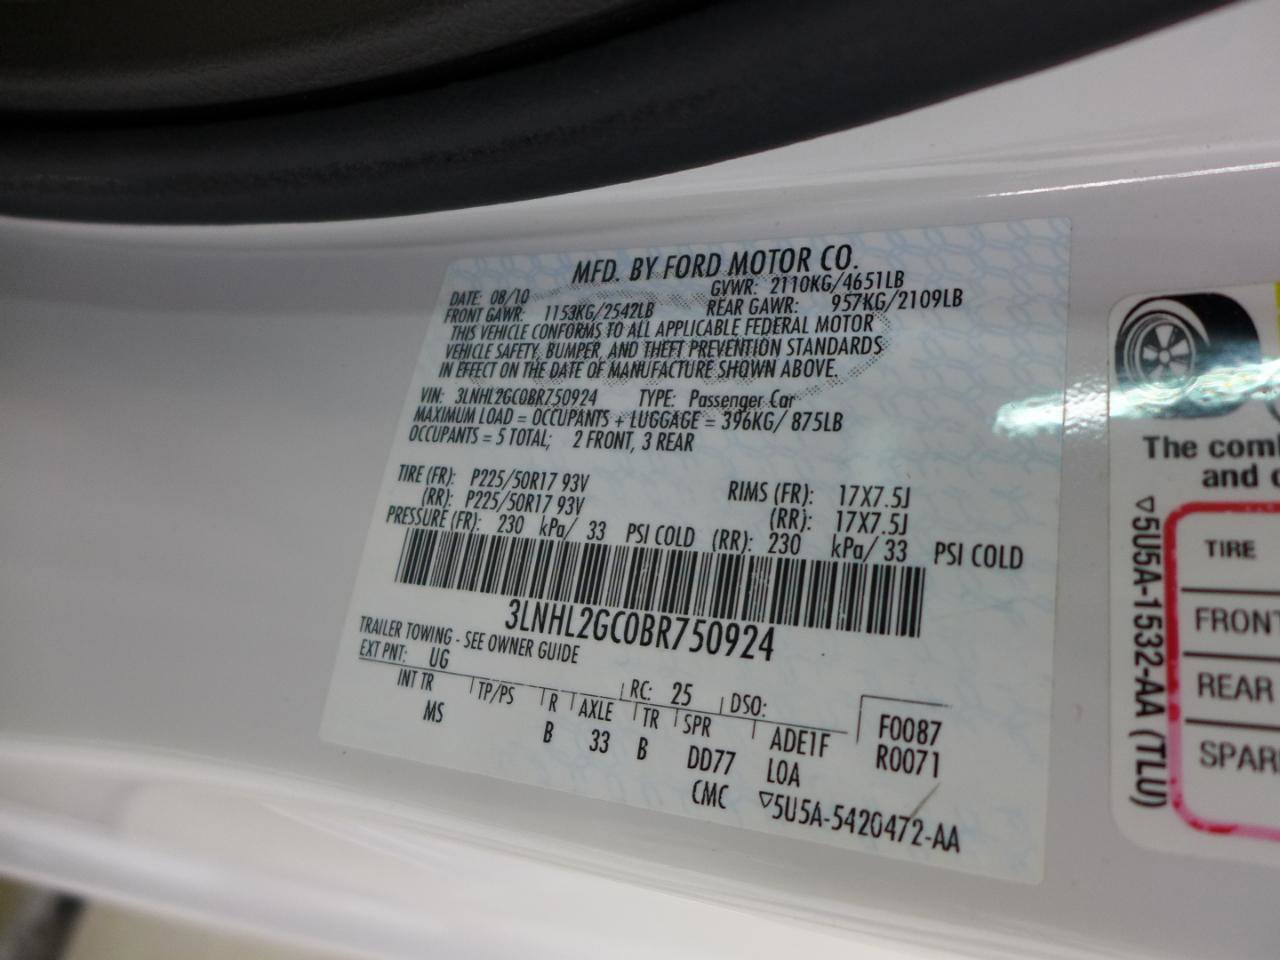 MFD. BY FORD MOTOR CO.
DATE: 08/10 GVWR: 2110KG/4651LB
FRONT GAWR: 1153KG/2542LB REAR GAWR: 957KG/2109LB
THIS VEHICLE CONFORMS TO ALL APPLICABLE FEDERAL MOTOR
VEHICLE SAFETY, BUMPER, AND THEFT PREVENTION STANDARDS
IN EFFECT ON THE DATE OF MANUFACTURE SHOWN ABOVE.
VIN: 3LNHL2GC0BR750924 TYPE: Passenger Car
MAXIMUM LOAD = OCCUPANTS + LUGGAGE = 396KG/ 875LB
OCCUPANTS = 5 TOTAL; 2 FRONT, 3 REAR
TIRE (FR): P225/50R17 93V RIMS (FR): 17X7.5J
(RR): P225/50R17 93V (RR): 17X7.5J
PRESSURE (FR): 230 kPa/ 33 PSI COLD (RR): 230 kPa/ 33 PSI COLD
3LNHL2GC0BR750924
TRAILER TOWING - SEE OWNER GUIDE
EXT PNT: UG RC: 25 DSO:
INT TR TP/PS R AXLE TR SPR F0087
MS B 33 B DD77 ADE1F R0071
CMC LOA
▽5U5A-5420472-AA
The com
and
▽5U5A-1532-AA (TLU)
TIRE
FRONT
REAR
SPAR